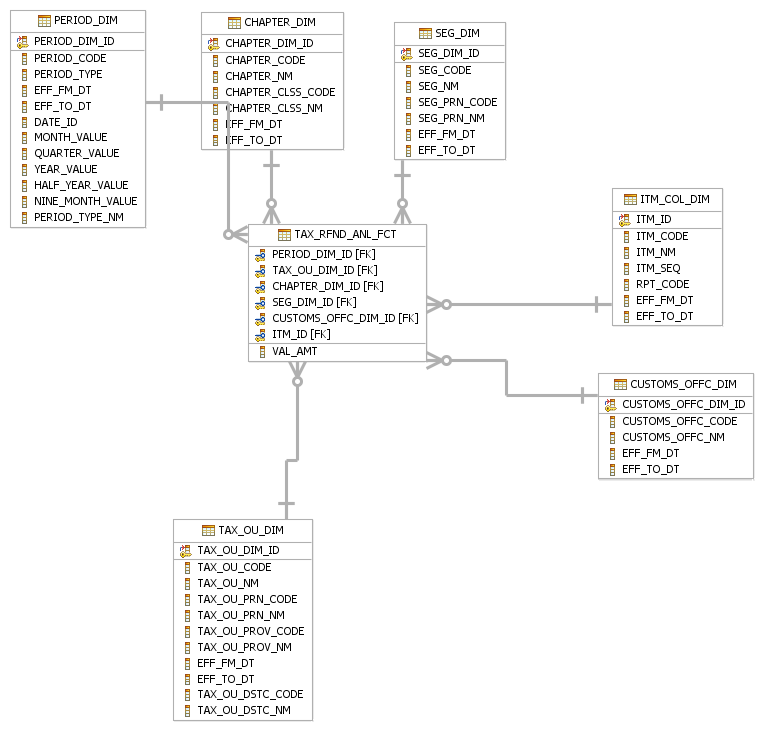 PERIOD_DIM
PERIOD_DIM_ID
PERIOD_CODE
PERIOD_TYPE
EFF_FM_DT
EFF_TO_DT
DATE_ID
MONTH_VALUE
QUARTER_VALUE
YEAR_VALUE
HALF_YEAR_VALUE
NINE_MONTH_VALUE
PERIOD_TYPE_NM
CHAPTER_DIM
CHAPTER_DIM_ID
CHAPTER_CODE
CHAPTER_NM
CHAPTER_CLSS_CODE
CHAPTER_CLSS_NM
EFF_FM_DT
EFF_TO_DT
SEG_DIM
SEG_DIM_ID
SEG_CODE
SEG_NM
SEG_PRN_CODE
SEG_PRN_NM
EFF_FM_DT
EFF_TO_DT
TAX_RFND_ANL_FCT
PERIOD_DIM_ID [FK]
TAX_OU_DIM_ID [FK]
CHAPTER_DIM_ID [FK]
SEG_DIM_ID [FK]
CUSTOMS_OFFC_DIM_ID [FK]
ITM_ID [FK]
VAL_AMT
ITM_COL_DIM
ITM_ID
ITM_CODE
ITM_NM
ITM_SEQ
RPT_CODE
EFF_FM_DT
EFF_TO_DT
CUSTOMS_OFFC_DIM
CUSTOMS_OFFC_DIM_ID
CUSTOMS_OFFC_CODE
CUSTOMS_OFFC_NM
EFF_FM_DT
EFF_TO_DT
TAX_OU_DIM
TAX_OU_DIM_ID
TAX_OU_CODE
TAX_OU_NM
TAX_OU_PRN_CODE
TAX_OU_PRN_NM
TAX_OU_PROV_CODE
TAX_OU_PROV_NM
EFF_FM_DT
EFF_TO_DT
TAX_OU_DSTC_CODE
TAX_OU_DSTC_NM